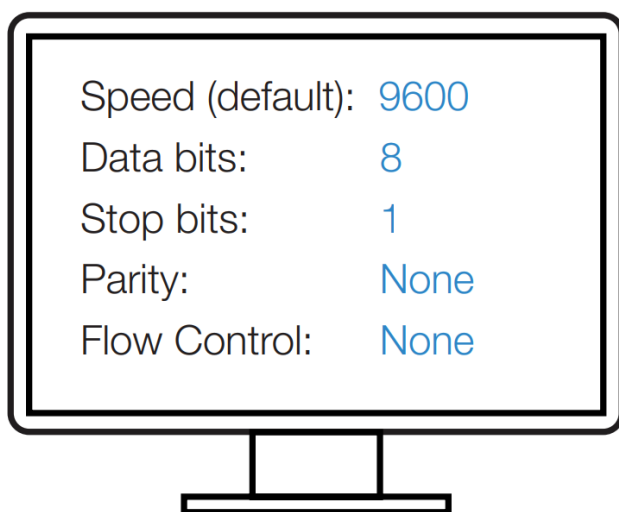 Speed (default): 9600
Data bits: 8
Stop bits: 1
Parity: None
Flow Control: None